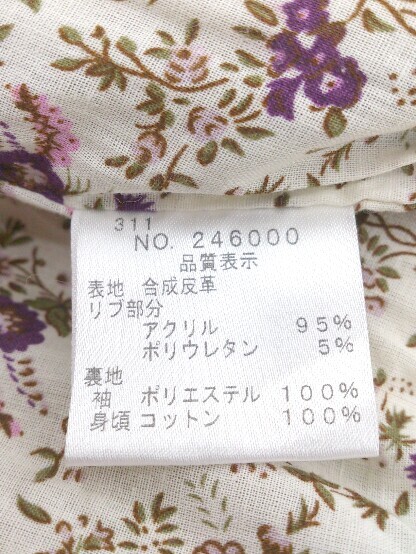 311
NO. 246000
品質表示
表地 合成皮革
リブ部分
アクリル 95%
ポリウレタン 5%
裏地
袖 ポリエステル 100%
身頃 コットン 100%